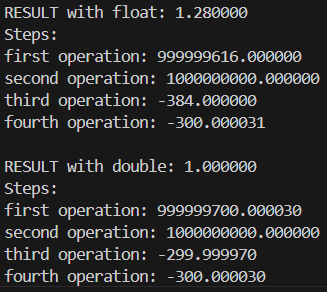 RESULT with float: 1.280000
Steps:
first operation: 999999616.000000
second operation: 1000000000.000000
third operation: -384.000000
fourth operation: -300.000031
RESULT with double: 1.000000
Steps:
first operation: 999999700.000030
second operation: 1000000000.000000
third operation: -299.999970
fourth operation: -300.000030